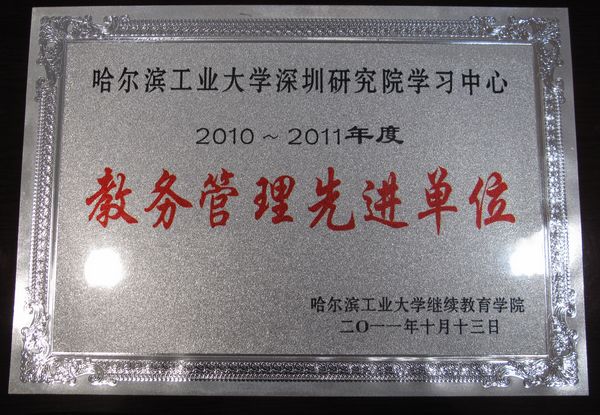 哈尔滨工业大学深圳研究院学习中心
2010～2011年度
教务管理先进单位
哈尔滨工业大学继续教育学院
二〇一一年十月十三日